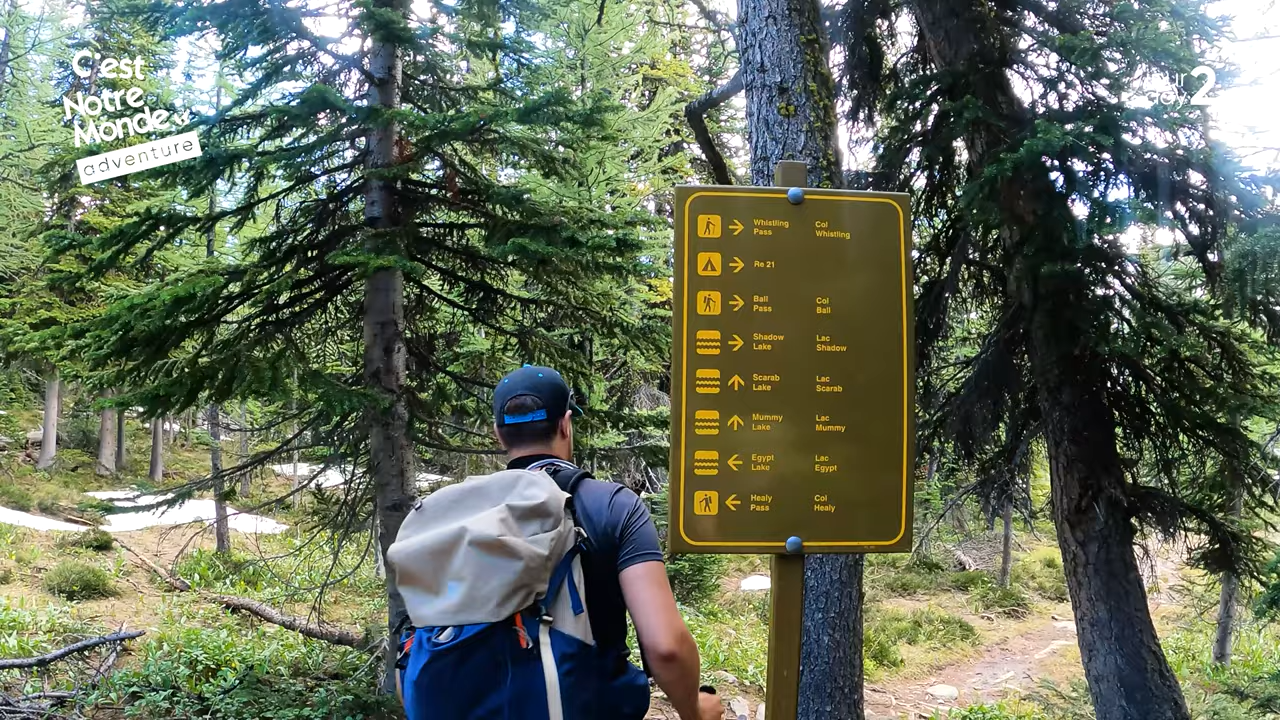 C'est
Notre
Monde
adventure
2
Whistling Col
Pass Whistling
Re 21
Ball Col
Pass Ball
Shadow Lac
Lake Shadow
Scarab Lac
Lake Scarab
Mummy Lac
Lake Mummy
Egypt Lac
Lake Egypt
Healy Col
Pass Healy